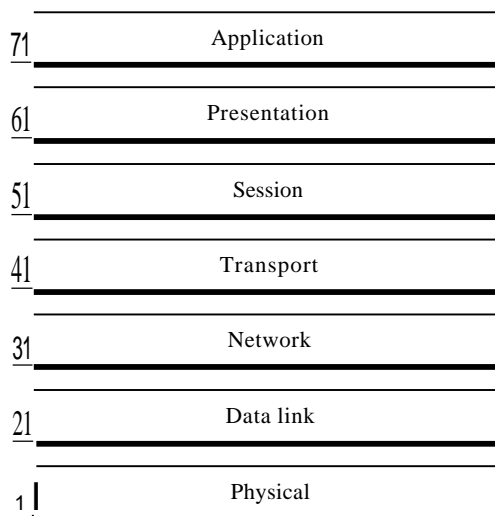 71 Application
61 Presentation
51 Session
41 Transport
31 Network
21 Data link
1 Physical